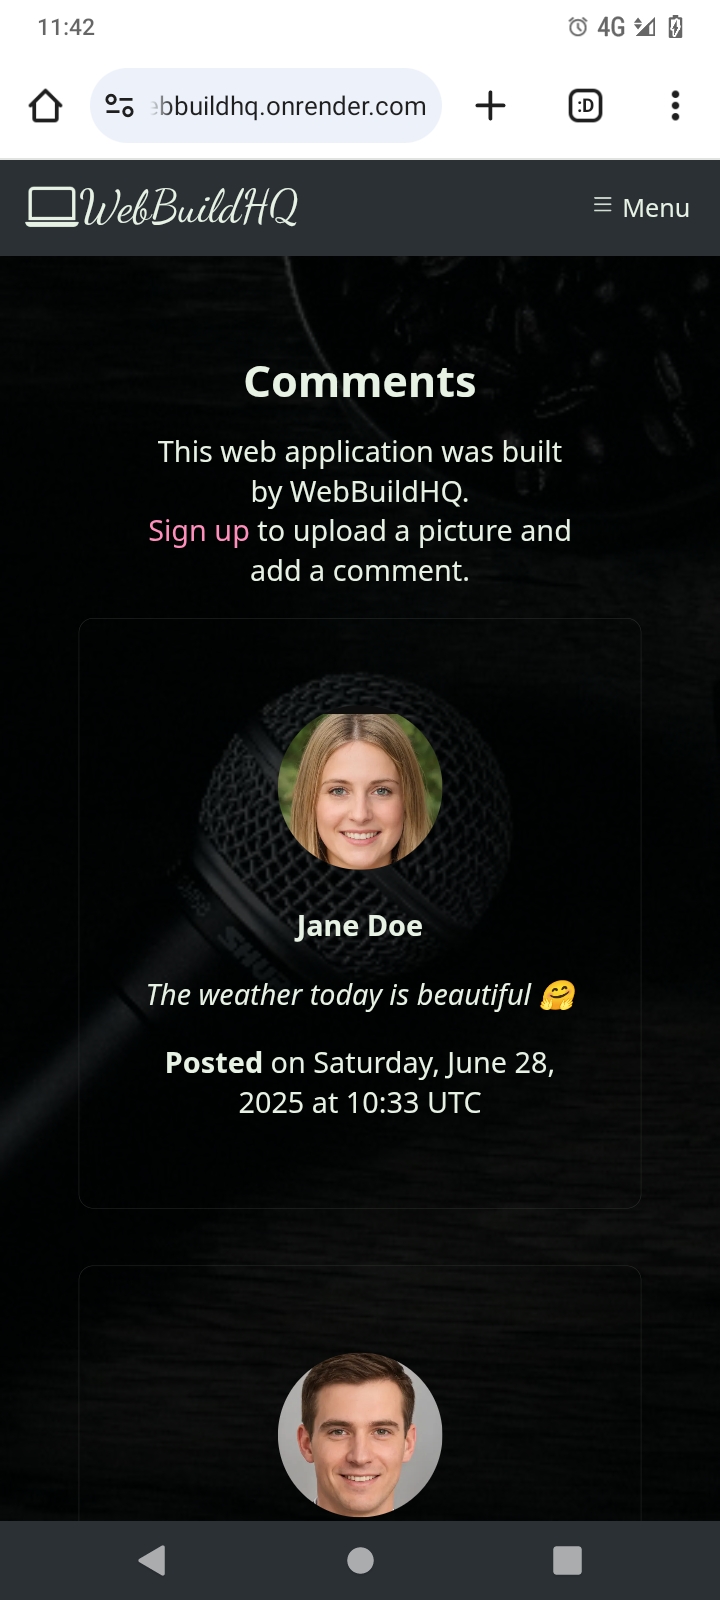 11:42
4G
ebbuildhq.onrender.com
:D
WebBuildHQ
Menu
Comments
This web application was built
by WebBuildHQ.
Sign up to upload a picture and
add a comment.
Jane Doe
The weather today is beautiful 🤗
Posted on Saturday, June 28,
2025 at 10:33 UTC